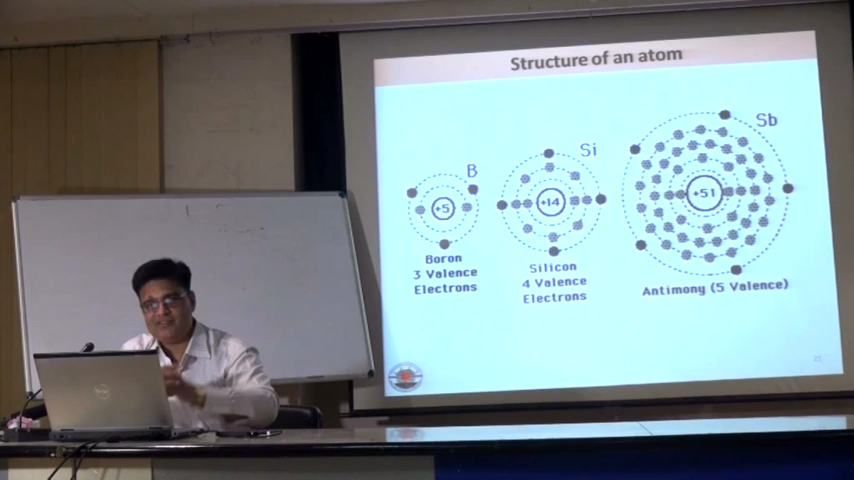 Structure of an atom
B
+5
Boron
3 Valence
Electrons
Si
+14
Silicon
4 Valence
Electrons
Sb
+51
Antimony (5 Valence)
DELL